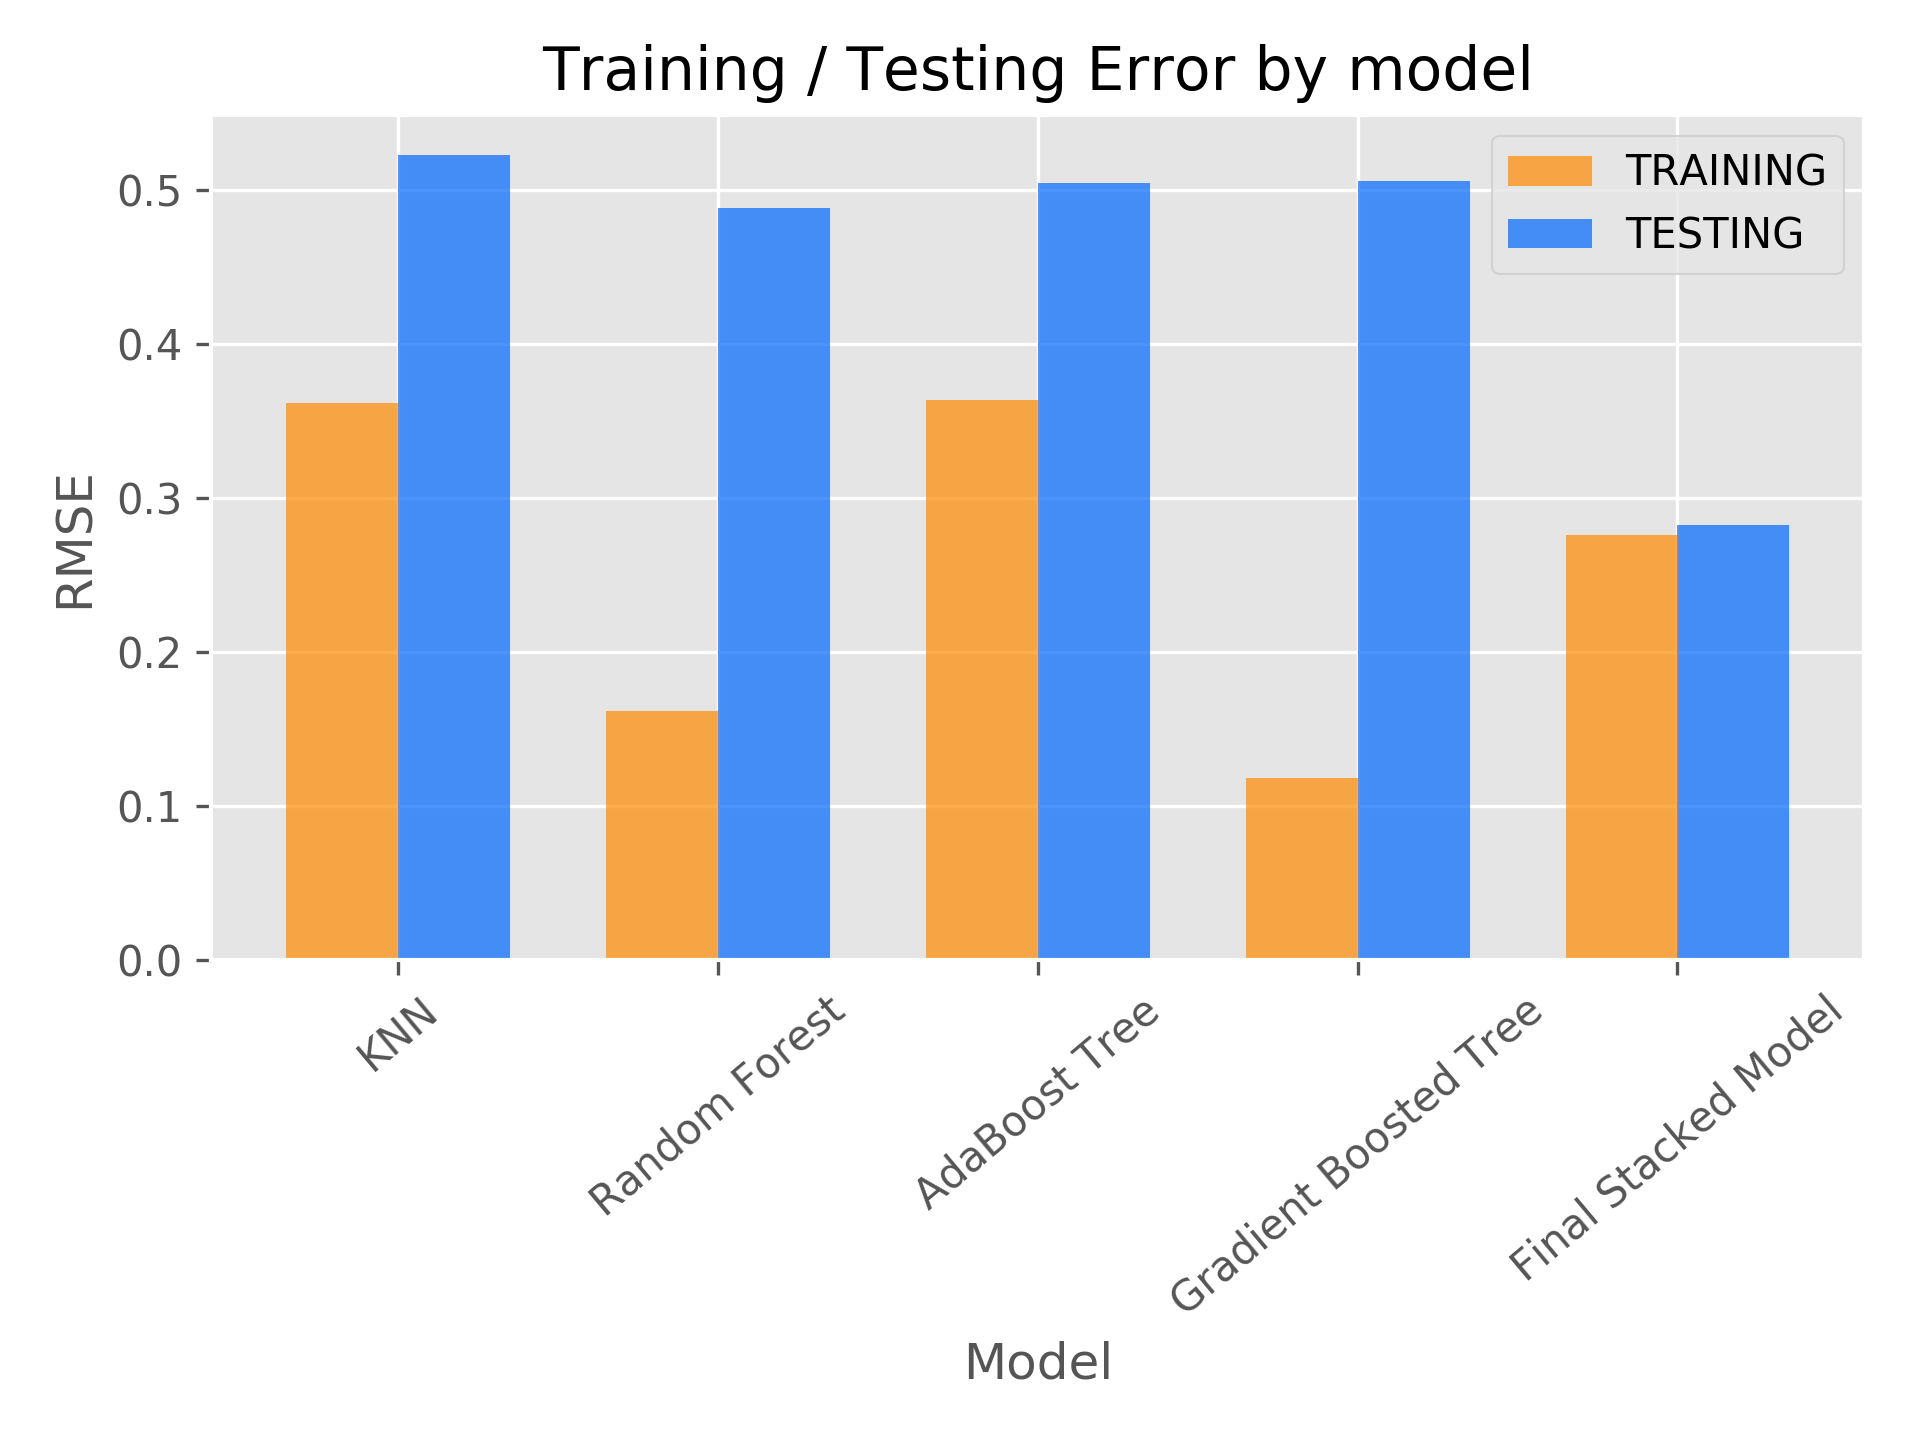 Training / Testing Error by model
TRAINING
TESTING
RMSE
0.5
0.4
0.3
0.2
0.1
0.0
KNN
Random Forest
AdaBoost Tree
Gradient Boosted Tree
Final Stacked Model
Model